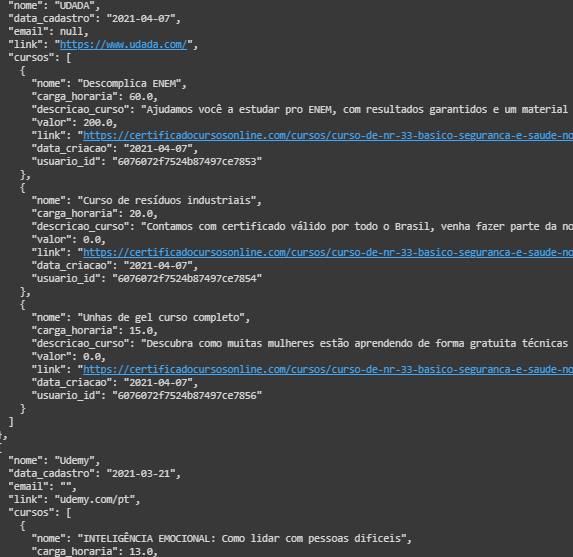 "nome": "UDADA",
"data_cadastro": "2021-04-07",
"email": null,
"link": "https://www.udada.com/",
"cursos": [
{
"nome": "Descomplica ENEM",
"carga_horaria": 60.0,
"descricao_curso": "Ajudamos você a estudar pro ENEM, com resultados garantidos e um material
"valor": 200.0,
"link": "https://certificadocursosonline.com/cursos/curso-de-nr-33-basico-seguranca-e-saude-no
"data_criacao": "2021-04-07",
"usuario_id": "6076072f7524b87497ce7853"
},
{
"nome": "Curso de resíduos industriais",
"carga_horaria": 20.0,
"descricao_curso": "Contamos com certificado válido por todo o Brasil, venha fazer parte da no
"valor": 0.0,
"link": "https://certificadocursosonline.com/cursos/curso-de-nr-33-basico-seguranca-e-saude-no
"data_criacao": "2021-04-07",
"usuario_id": "6076072f7524b87497ce7854"
},
{
"nome": "Unhas de gel curso completo",
"carga_horaria": 15.0,
"descricao_curso": "Descubra como muitas mulheres estão aprendendo de forma gratuita técnicas
"valor": 0.0,
"link": "https://certificadocursosonline.com/cursos/curso-de-nr-33-basico-seguranca-e-saude-no
"data_criacao": "2021-04-07",
"usuario_id": "6076072f7524b87497ce7856"
}
]
},
{
"nome": "Udemy",
"data_cadastro": "2021-03-21",
"email": "",
"link": "udemy.com/pt",
"cursos": [
{
"nome": "INTELIGÊNCIA EMOCIONAL: Como lidar com pessoas dificeis",
"carga_horaria": 13.0,